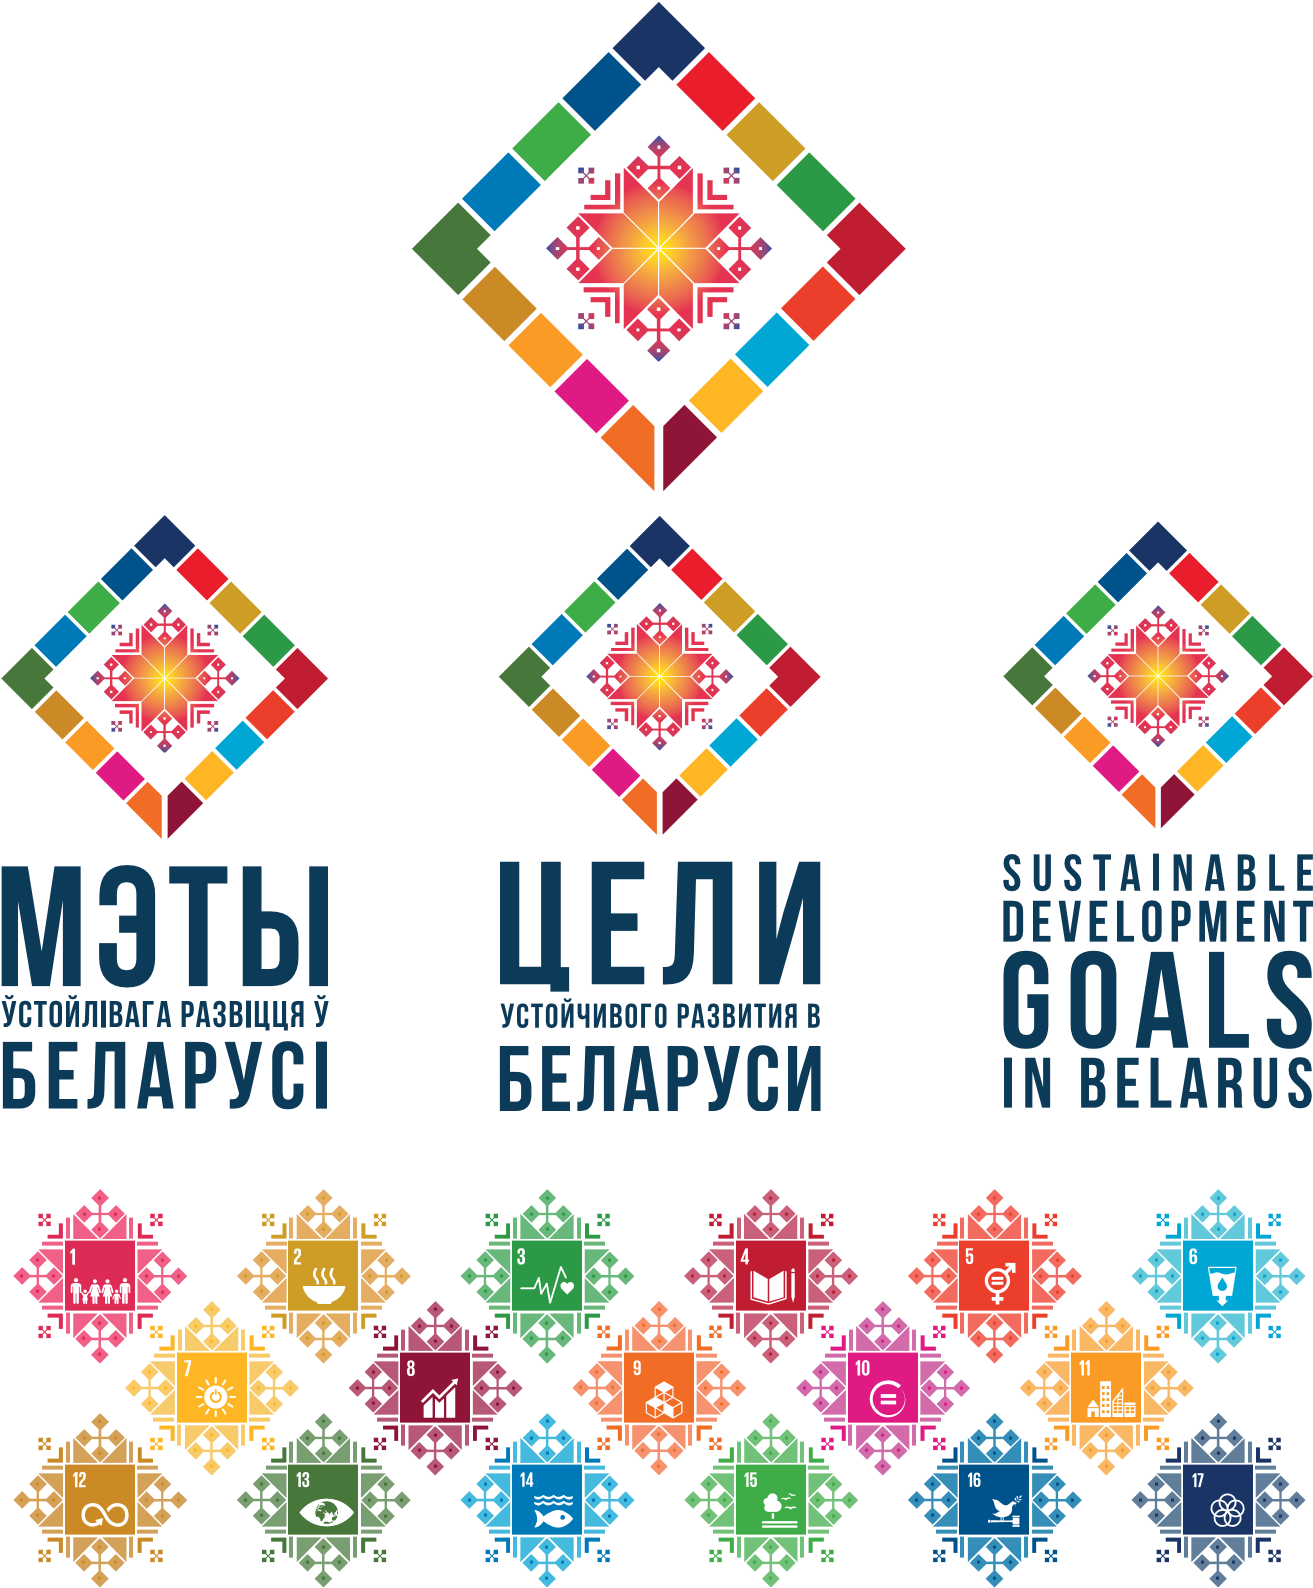 МЭТЫ
ЎСТОЙЛІВАГА РАЗВІЦЦЯ Ў
БЕЛАРУСІ
ЦЕЛИ
УСТОЙЧИВОГО РАЗВИТИЯ В
БЕЛАРУСИ
SUSTAINABLE
DEVELOPMENT
GOALS
IN BELARUS
1
2
3
4
5
6
7
8
9
10
11
12
13
14
15
16
17